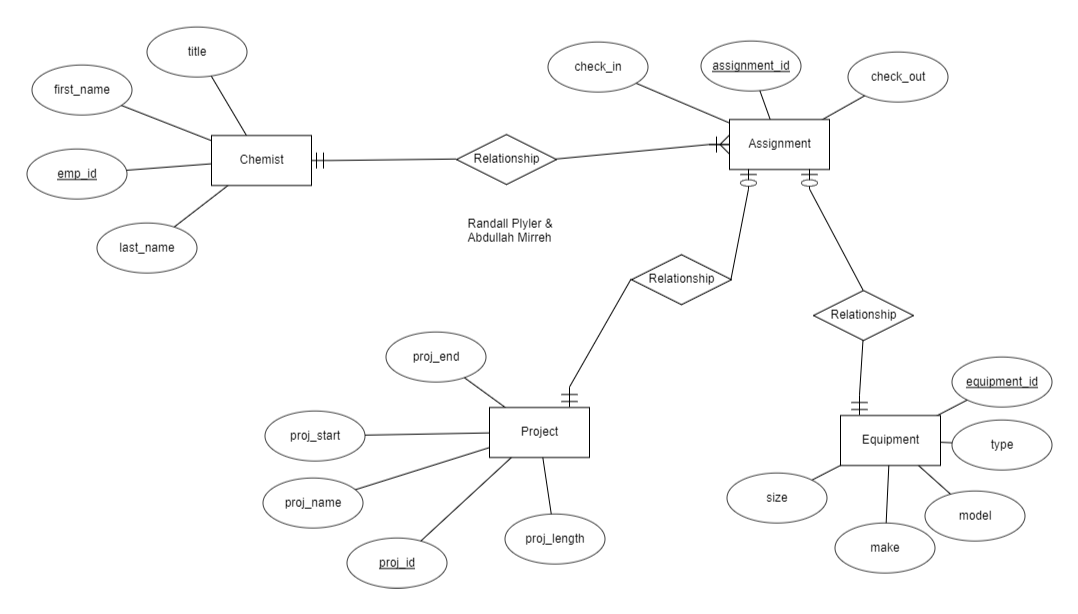 title
first_name
emp_id
last_name
Chemist
Relationship
check_in
assignment_id
check_out
Assignment
Randall Plyler &
Abdullah Mirreh
Relationship
Relationship
proj_end
proj_start
proj_name
proj_id
proj_length
Project
equipment_id
type
model
make
size
Equipment